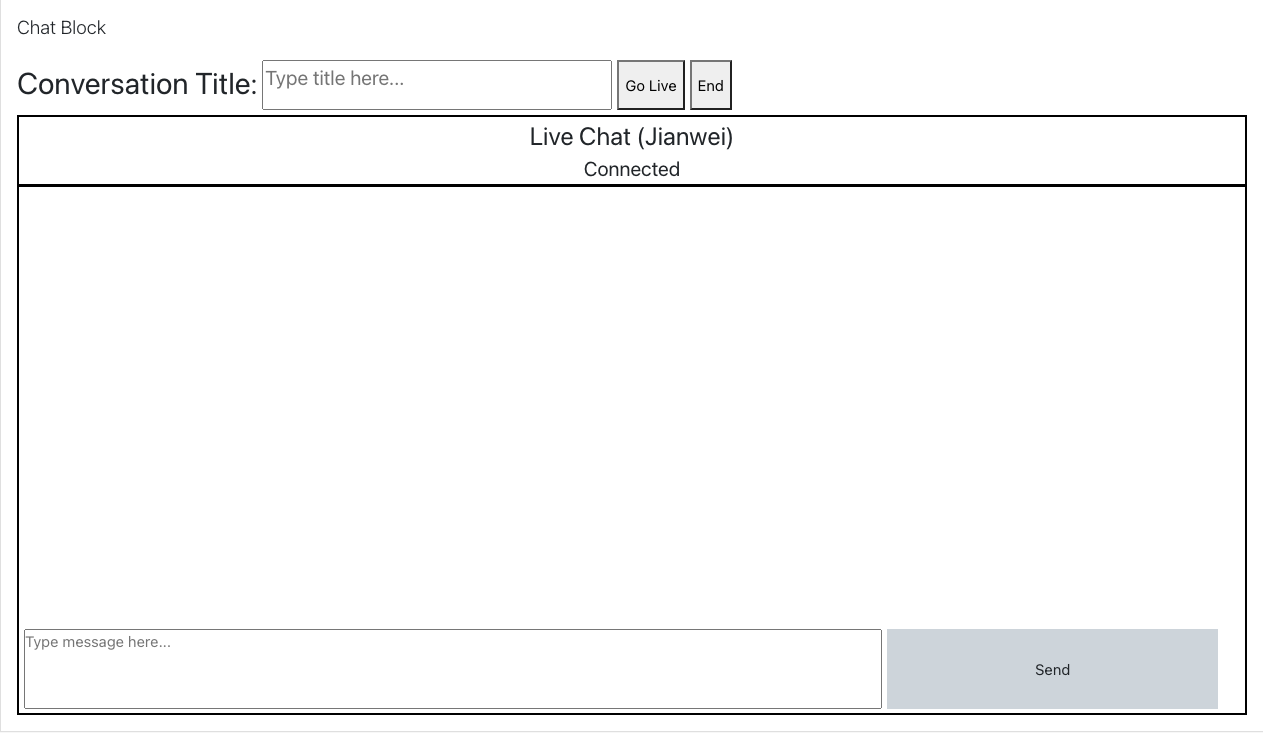 Chat Block
Conversation Title: Type title here... Go Live End
Live Chat (Jianwei)
Connected
Type message here... Send